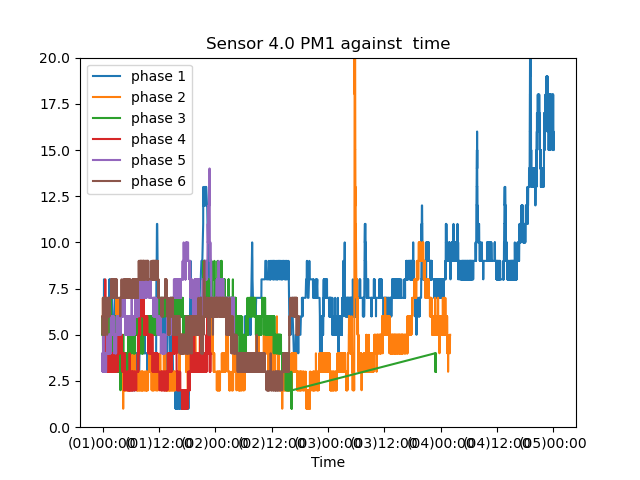 Sensor 4.0 PM1 against  time
20.0
17.5
15.0
12.5
10.0
7.5
5.0
2.5
0.0
phase 1
phase 2
phase 3
phase 4
phase 5
phase 6
(01)00:00 (01)12:00 (02)00:00 (02)12:00 (03)00:00 (03)12:00 (04)00:00 (04)12:00 (05)00:00
Time